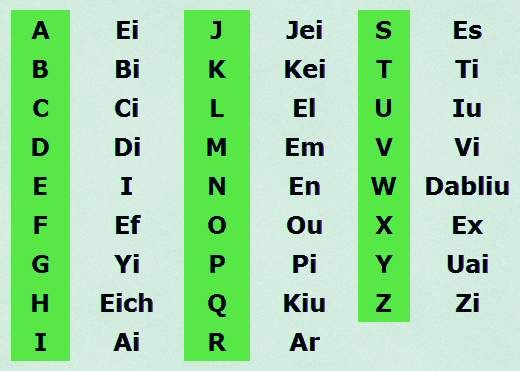 A Ei J Jei S Es
B Bi K Kei T Ti
C Ci L El U Iu
D Di M Em V Vi
E I N En W Dabliu
F Ef O Ou X Ex
G Yi P Pi Y Uai
H Eich Q Kiu Z Zi
I Ai R Ar